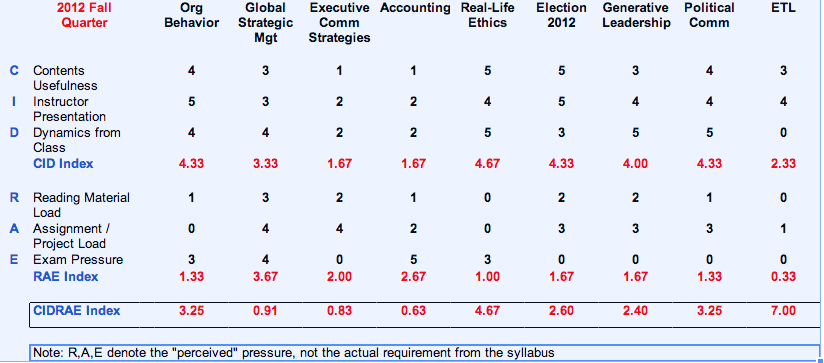 2012 Fall Org Global Executive Accounting Real-Life Election Generative Political ETL
Quarter Behavior Strategic Comm Ethics 2012 Leadership Comm
Mgt Strategies
C Contents 4 3 1 1 5 5 3 4 3
Usefulness
I Instructor 5 3 2 2 4 5 4 4 4
Presentation
D Dynamics from 4 4 2 2 5 3 5 5 0
Class
CID Index 4.33 3.33 1.67 1.67 4.67 4.33 4.00 4.33 2.33
R Reading Material 1 3 2 1 0 2 2 1 0
Load
A Assignment / 0 4 4 2 0 3 3 3 1
Project Load
E Exam Pressure 3 4 0 5 3 0 0 0 0
RAE Index 1.33 3.67 2.00 2.67 1.00 1.67 1.67 1.33 0.33
CIDRAE Index 3.25 0.91 0.83 0.63 4.67 2.60 2.40 3.25 7.00
Note: R,A,E denote the "perceived" pressure, not the actual requirement from the syllabus